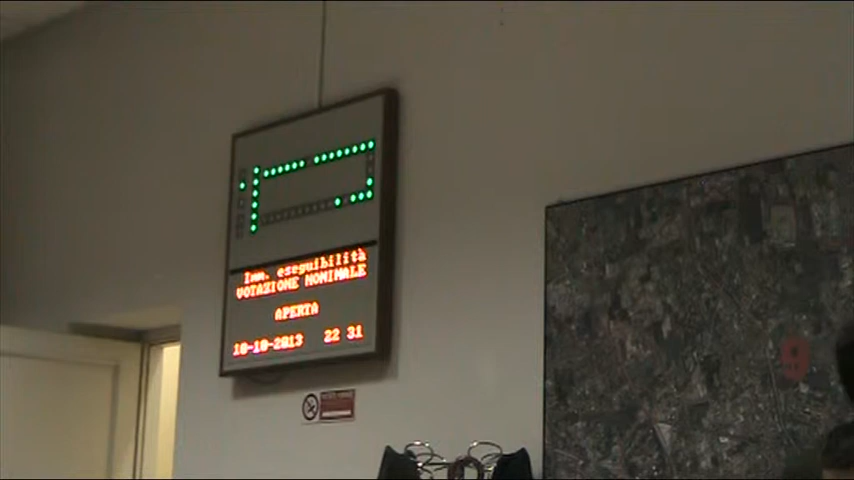 Imm. eseguibilità
VOTAZIONE NOMINALE
APERTA
10-10-2013 22 31